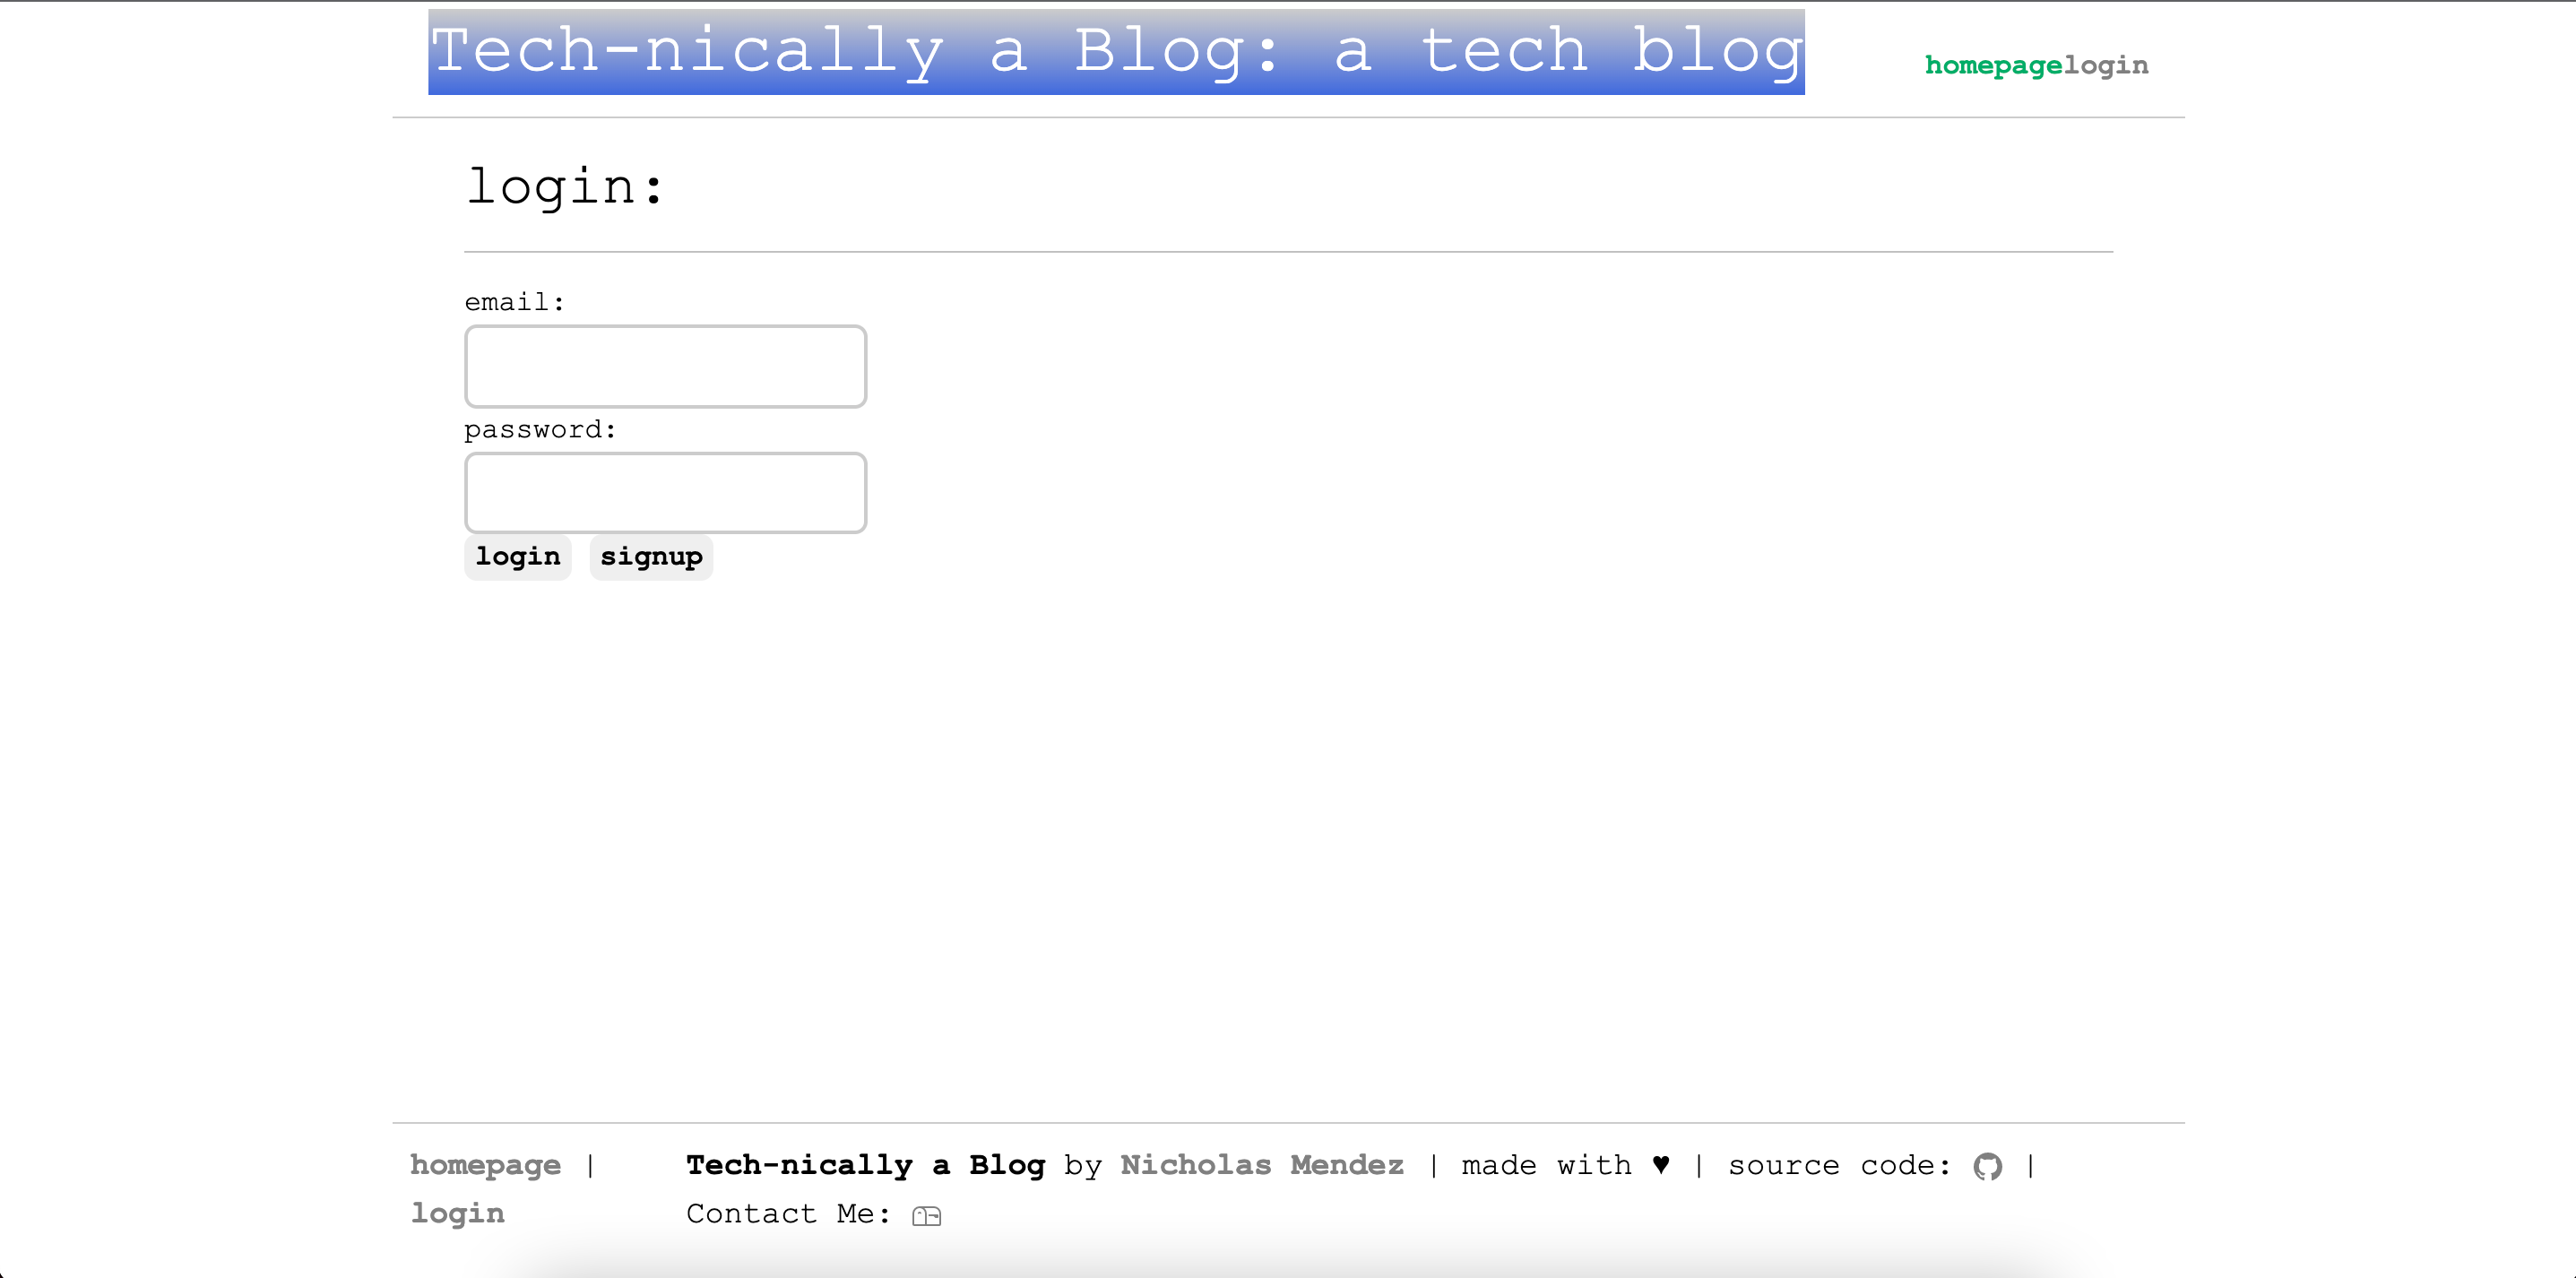 Tech-nically a Blog: a tech blog
homepagelogin
login:
email:
password:
login signup
homepage |
login
Tech-nically a Blog by Nicholas Mendez | made with ♥ | source code: |
Contact Me: